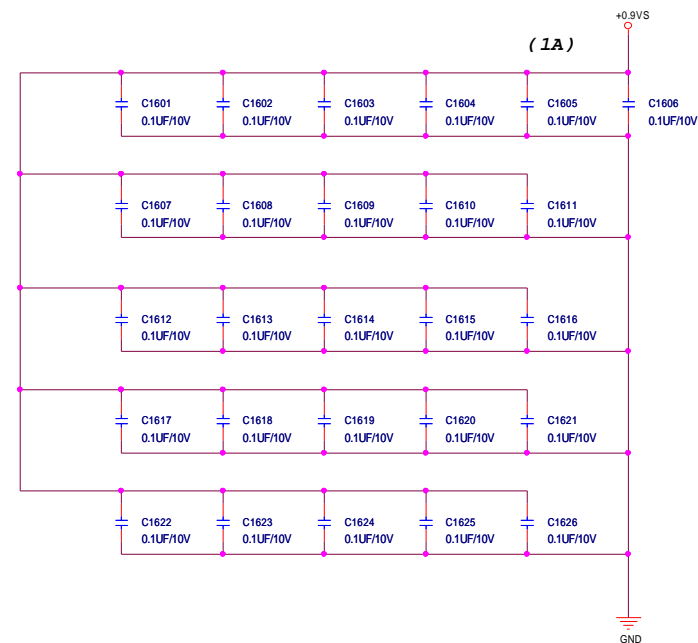 +0.9VS
(1A)
C1601 C1602 C1603 C1604 C1605 C1606
0.1UF/10V 0.1UF/10V 0.1UF/10V 0.1UF/10V 0.1UF/10V 0.1UF/10V
C1607 C1608 C1609 C1610 C1611
0.1UF/10V 0.1UF/10V 0.1UF/10V 0.1UF/10V 0.1UF/10V
C1612 C1613 C1614 C1615 C1616
0.1UF/10V 0.1UF/10V 0.1UF/10V 0.1UF/10V 0.1UF/10V
C1617 C1618 C1619 C1620 C1621
0.1UF/10V 0.1UF/10V 0.1UF/10V 0.1UF/10V 0.1UF/10V
C1622 C1623 C1624 C1625 C1626
0.1UF/10V 0.1UF/10V 0.1UF/10V 0.1UF/10V 0.1UF/10V
GND